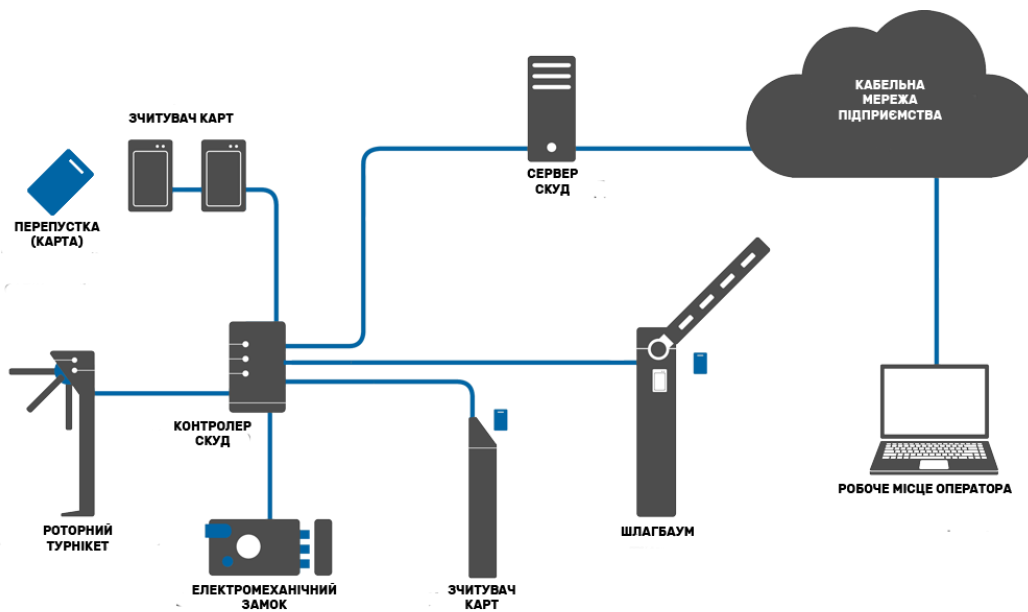 КАБЕЛЬНА
МЕРЕЖА
ПІДПРИЄМСТВА
ЗЧИТУВАЧ КАРТ
СЕРВЕР
СКУД
ПЕРЕПУСТКА
(КАРТА)
КОНТРОЛЕР
СКУД
РОБОЧЕ МІСЦЕ ОПЕРАТОРА
РОТОРНИЙ
ТУРНІКЕТ
ШЛАГБАУМ
ЕЛЕКТРОМЕХАНІЧНИЙ
ЗАМОК
ЗЧИТУВАЧ
КАРТ